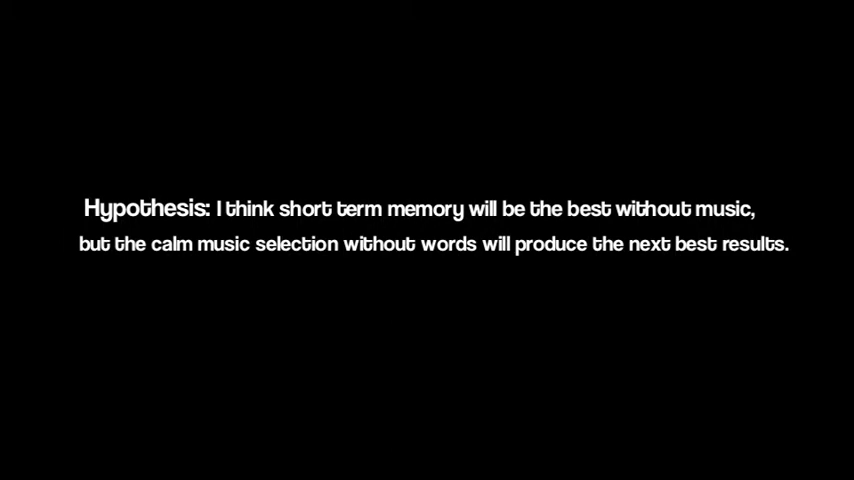 Hypothesis: I think short term memory will be the best without music,
but the calm music selection without words will produce the next best results.